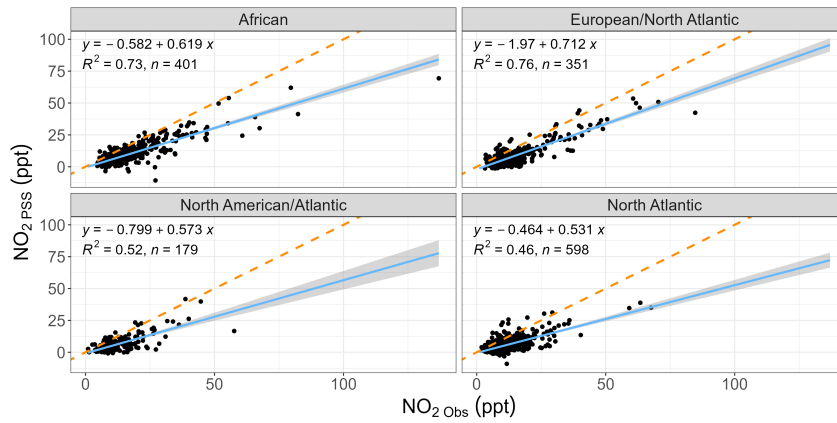 African
European/North Atlantic
y = − 0.582 + 0.619 x
R² = 0.73, n = 401
y = − 1.97 + 0.712 x
R² = 0.76, n = 351
100
75
50
25
0
North American/Atlantic
North Atlantic
y = − 0.799 + 0.573 x
R² = 0.52, n = 179
y = − 0.464 + 0.531 x
R² = 0.46, n = 598
100
75
50
25
0
NO₂ PSS (ppt)
0 50 100
0 50 100
NO₂ Obs (ppt)